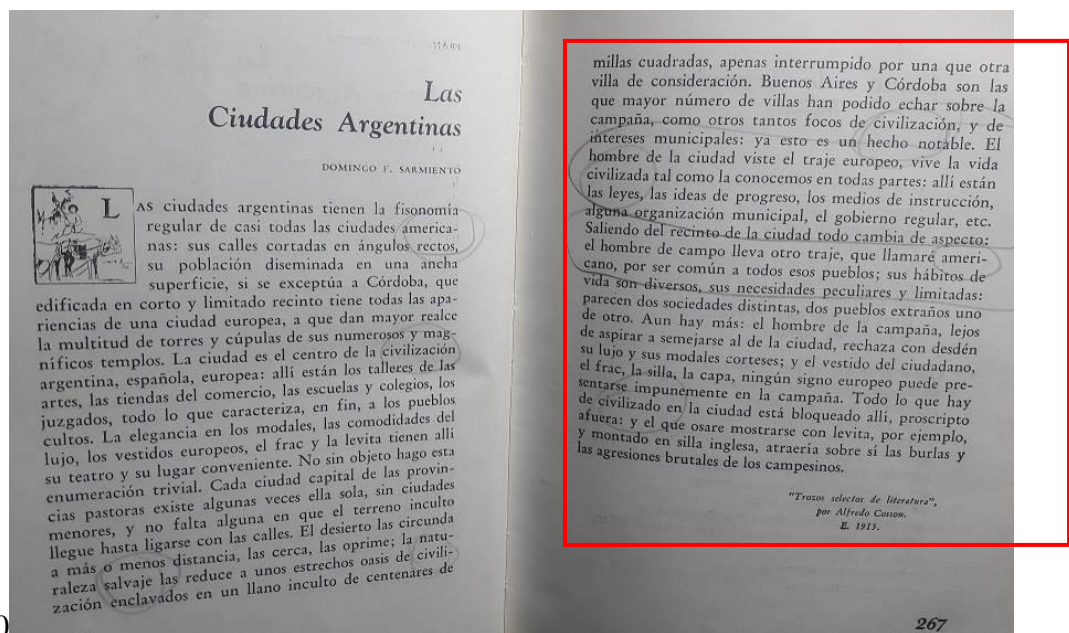 Las
Ciudades Argentinas
DOMINGO F. SARMIENTO
LAS ciudades argentinas tienen la fisonomía
regular de casi todas las ciudades america-
nas: sus calles cortadas en ángulos rectos,
su población diseminada en una ancha
superficie, si se exceptúa a Córdoba, que
edificada en corto y limitado recinto tiene todas las apa-
riencias de una ciudad europea, a que dan mayor realce
la multitud de torres y cúpulas de sus numerosos y mag-
níficos templos. La ciudad es el centro de la civilización
argentina, española, europea: allí están los talleres de las
artes, las tiendas del comercio, las escuelas y colegios, los
juzgados, todo lo que caracteriza, en fin, a los pueblos
cultos. La elegancia en los modales, las comodidades del
lujo, los vestidos europeos, el frac y la levita tienen allí
su teatro y su lugar conveniente. No sin objeto hago esta
enumeración trivial. Cada ciudad capital de las provin-
cias pastoras existe algunas veces ella sola, sin ciudades
menores, y no falta alguna en que el terreno inculto
llegue hasta ligarse con las calles. El desierto las circunda
a más o menos distancia, las cerca, las oprime; la natu-
raleza salvaje las reduce a unos estrechos oasis de civili-
zación enclavados en un llano inculto de centenares de
millas cuadradas, apenas interrumpido por una que otra
villa de consideración. Buenos Aires y Córdoba son las
que mayor número de villas han podido echar sobre la
campaña, como otros tantos focos de civilización, y de
intereses municipales: ya esto es un hecho notable. El
hombre de la ciudad viste el traje europeo, vive la vida
civilizada tal como la conocemos en todas partes: allí están
las leyes, las ideas de progreso, los medios de instrucción,
alguna organización municipal, el gobierno regular, etc.
Saliendo del recinto de la ciudad todo cambia de aspecto:
el hombre de campo lleva otro traje, que llamaré ameri-
cano, por ser común a todos esos pueblos; sus hábitos de
vida son diversos, sus necesidades peculiares y limitadas:
parecen dos sociedades distintas, dos pueblos extraños uno
de otro. Aun hay más: el hombre de la campaña, lejos
de aspirar a semejarse al de la ciudad, rechaza con desdén
su lujo y sus modales corteses; y el vestido del ciudadano,
el frac, la silla, la capa, ningún signo europeo puede pre-
sentarse impunemente en la campaña. Todo lo que hay
de civilizado en la ciudad está bloqueado allí, proscripto
afuera: y el que osare mostrarse con levita, por ejemplo,
y montado en silla inglesa, atraería sobre sí las burlas y
las agresiones brutales de los campesinos.
"Trozos selectos de literatura",
por Alfredo Cosson.
E. 1913.
267